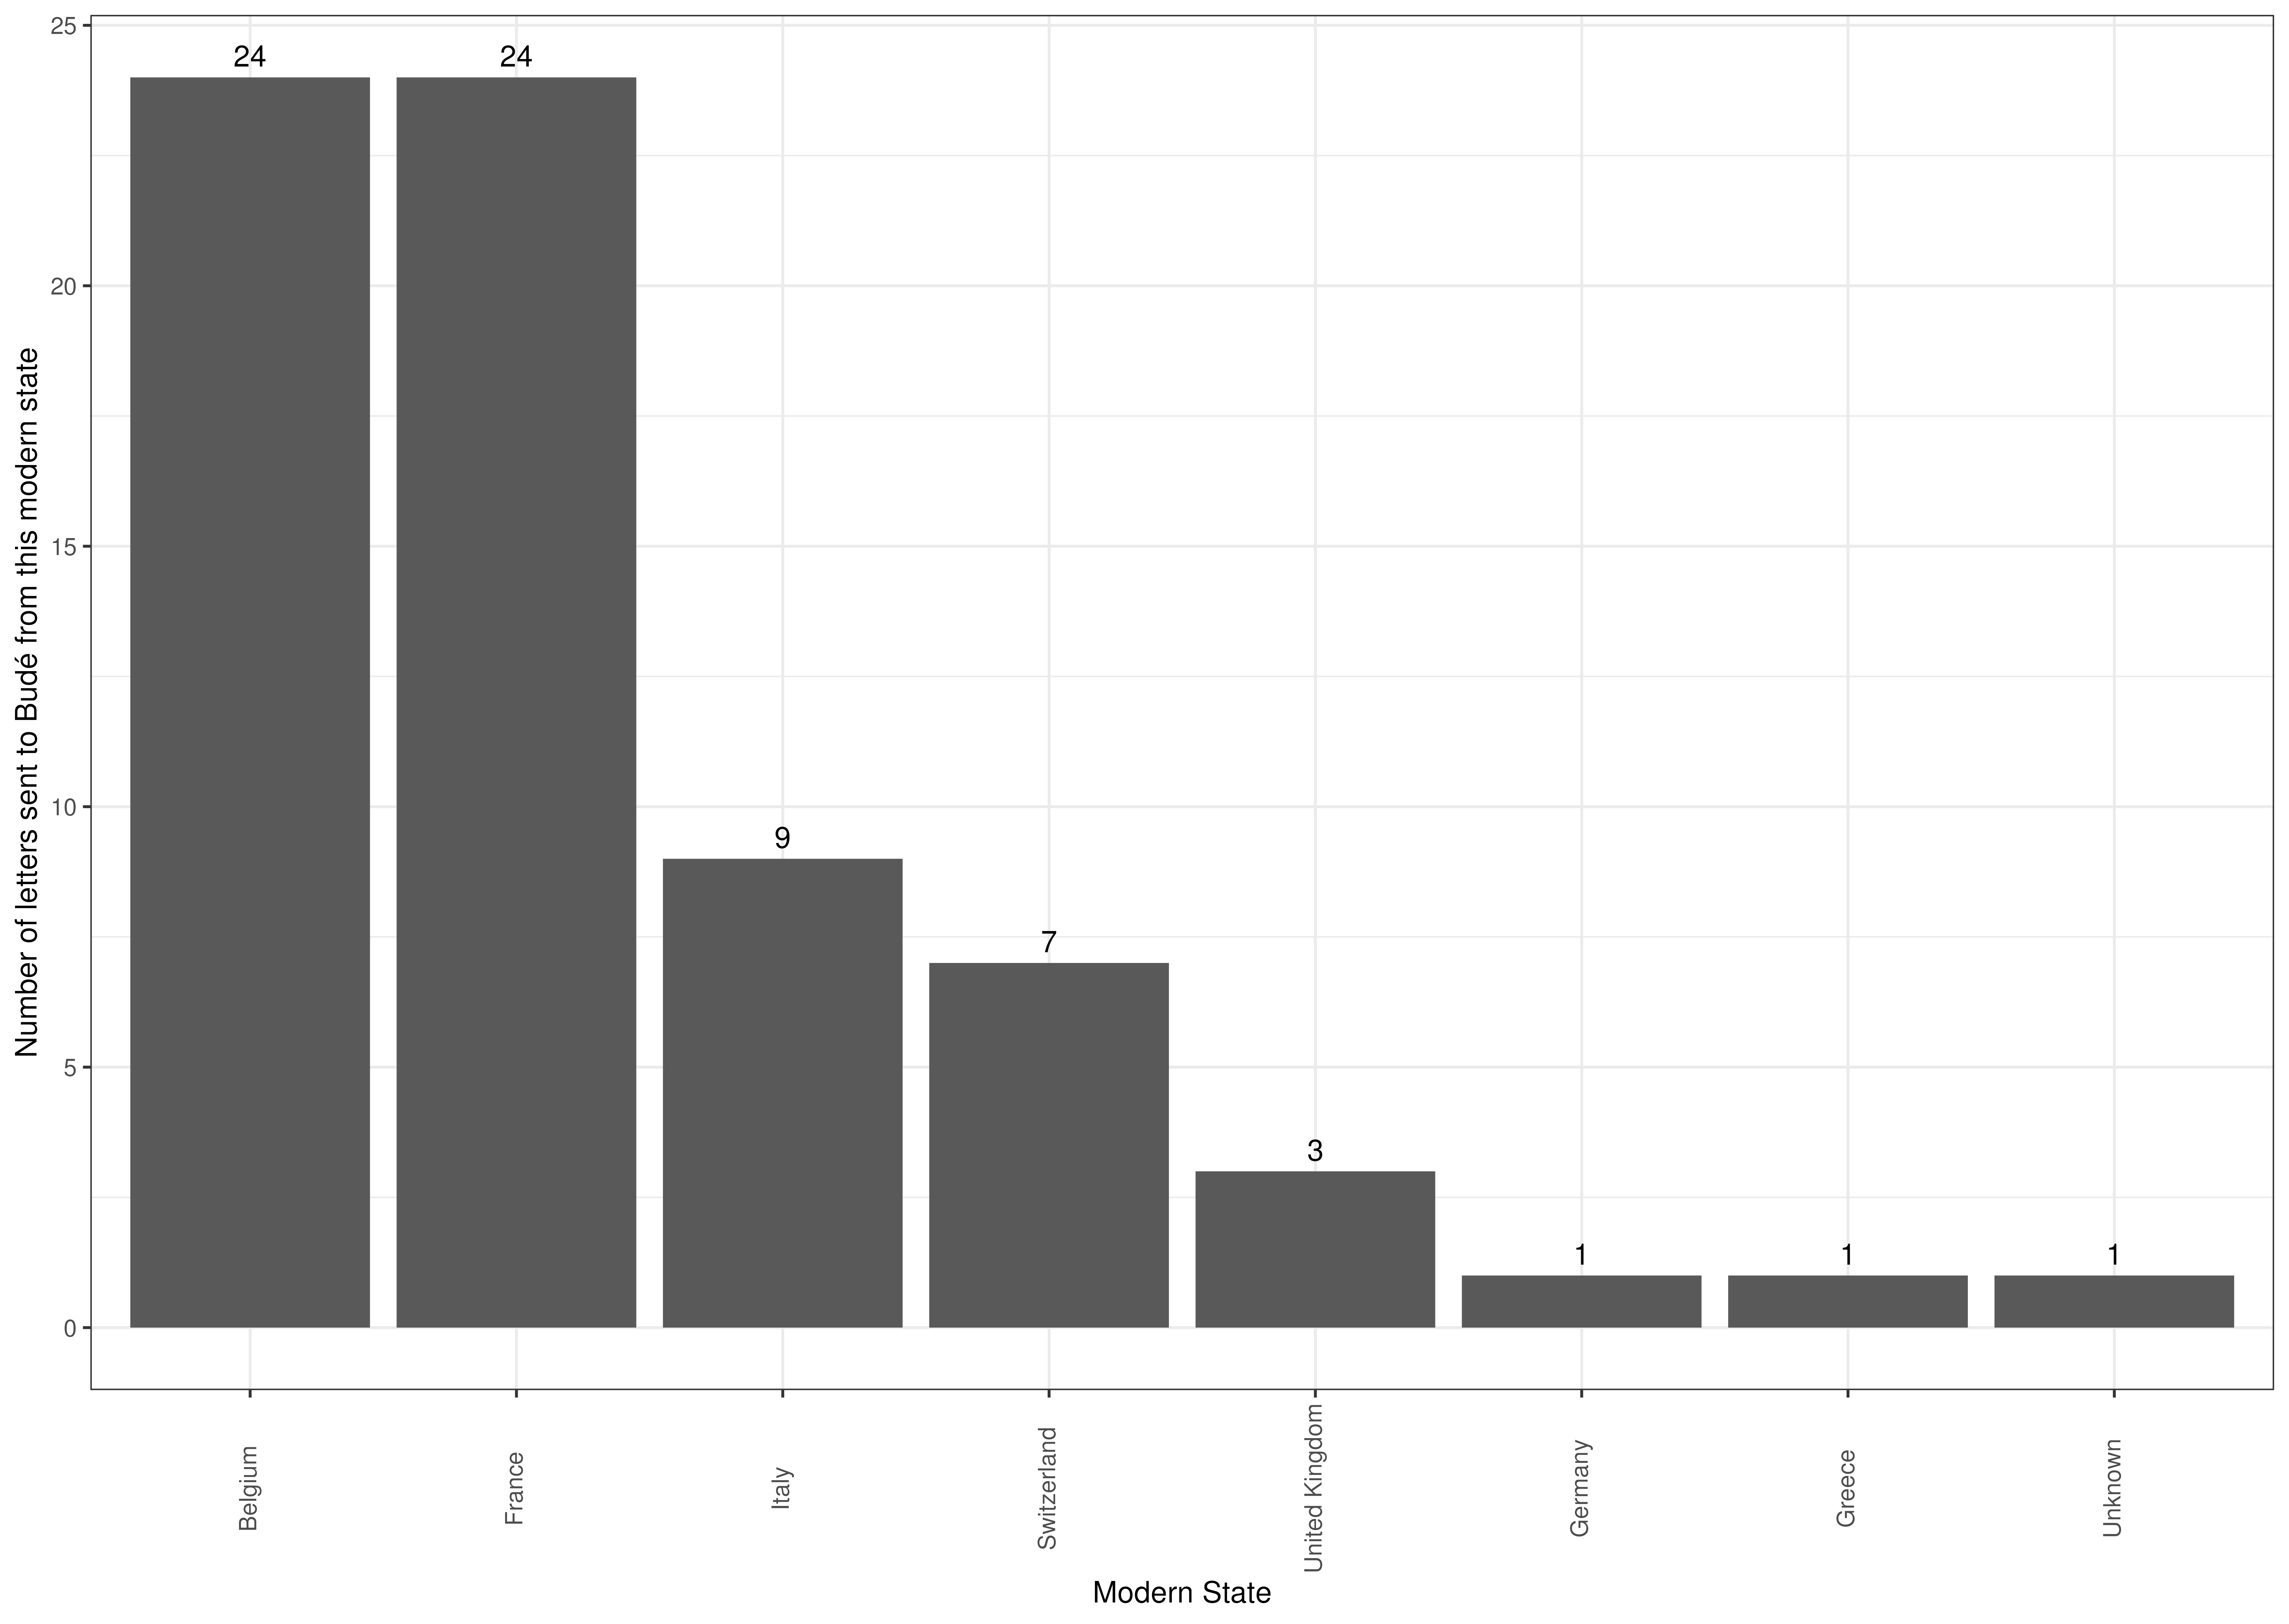 Number of letters sent to Budé from this modern state
25
20
15
10
5
0
24
24
9
7
3
1
1
1
Belgium
France
Italy
Switzerland
United Kingdom
Germany
Greece
Unknown
Modern State